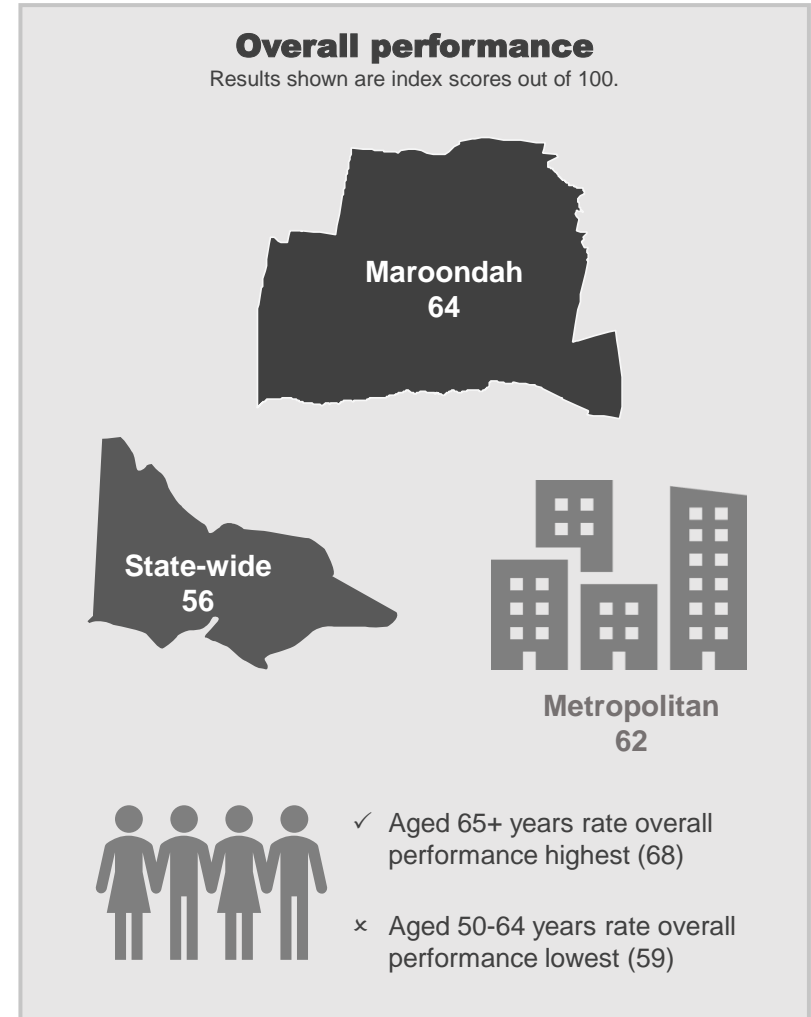 Overall performance
Results shown are index scores out of 100.
Maroondah
64
State-wide
56
Metropolitan
62
✓ Aged 65+ years rate overall
performance highest (68)
× Aged 50-64 years rate overall
performance lowest (59)